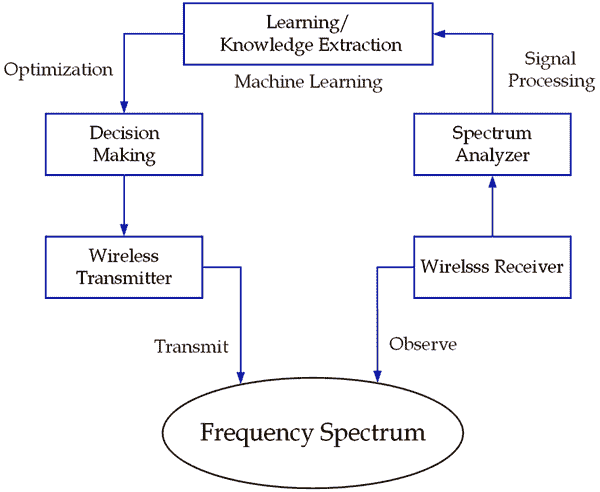 Learning/
Knowledge Extraction
Optimization
Machine Learning
Signal
Processing
Decision
Making
Spectrum
Analyzer
Wireless
Transmitter
Wirelsss Receiver
Transmit
Observe
Frequency Spectrum